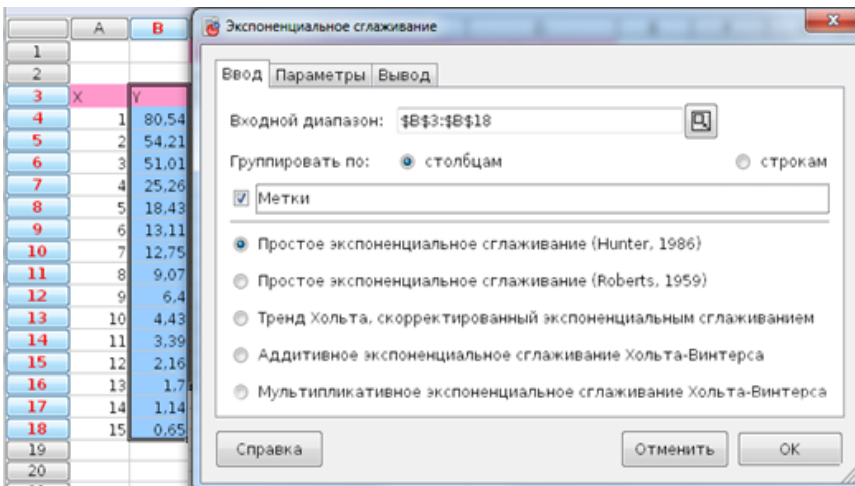 A B
Экспоненциальное сглаживание
1
2
Ввод Параметры Вывод
3 X Y
4 1 80,54
Входной диапазон: $B$3:$B$18
5 2 54,21
6 3 51,01
Группировать по: столбцам строкам
7 4 25,26
8 5 18,43
Метки
9 6 13,11
10 7 12,75
Простое экспоненциальное сглаживание (Hunter, 1986)
11 8 9,07
Простое экспоненциальное сглаживание (Roberts, 1959)
12 9 6,4
13 10 4,43
Тренд Хольта, скорректированный экспоненциальным сглаживанием
14 11 3,39
15 12 2,16
Аддитивное экспоненциальное сглаживание Хольта-Винтерса
16 13 1,7
Мультипликативное экспоненциальное сглаживание Хольта-Винтерса
17 14 1,14
18 15 0,65
19
Справка Отменить OK
20